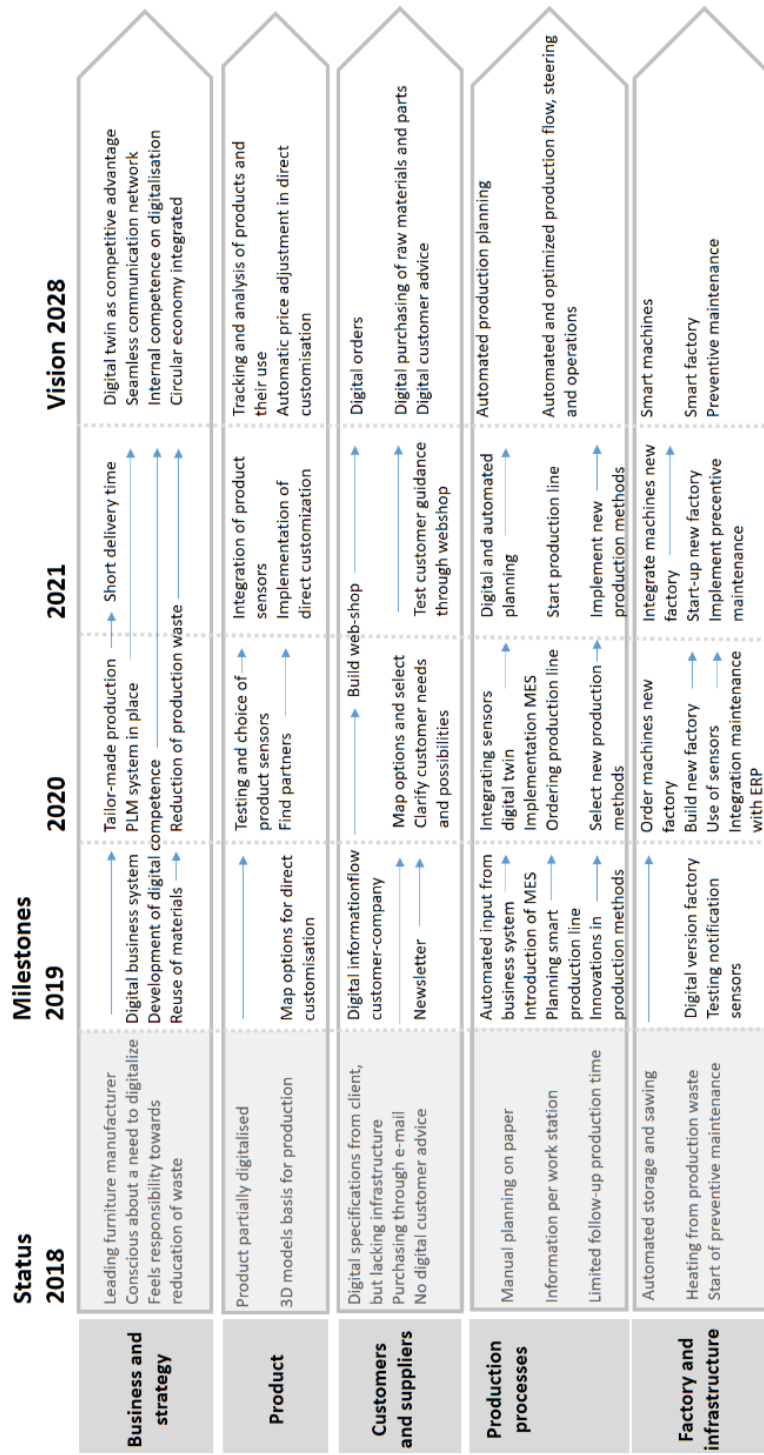 Status
2018
Milestones
2019
2020
2021
Vision 2028
Business and
strategy
Leading furniture manufacturer
Conscious about a need to digitalize
Feels responsibility towards
reducation of waste
Digital business system
Development of digital competence
Reuse of materials
Tailor-made production
PLM system in place
Reduction of production waste
Short delivery time
Digital twin as competitive advantage
Seamless communication network
Internal competence on digitalisation
Circular economy integrated
Product
Product partially digitalised
3D models basis for production
Map options for direct
customisation
Testing and choice of
product sensors
Find partners
Integration of product
sensors
Implementation of
direct customization
Tracking and analysis of products and
their use
Automatic price adjustment in direct
customisation
Customers
and suppliers
Digital specifications from client,
but lacking infrastructure
Purchasing through e-mail
No digital customer advice
Digital informationflow
customer-company
Newsletter
Build web-shop
Map options and select
Clarify customer needs
and possibilities
Test customer guidance
through webshop
Digital orders
Digital purchasing of raw materials and parts
Digital customer advice
Production
processes
Manual planning on paper
Information per work station
Limited follow-up production time
Automated input from
business system
Introduction of MES
Planning smart
production line
Innovations in
production methods
Integrating sensors
digital twin
Implementation MES
Ordering production line
Select new production
methods
Digital and automated
planning
Start production line
Implement new
production methods
Automated production planning
Automated and optimized production flow, steering
and operations
Factory and
infrastructure
Automated storage and sawing
Heating from production waste
Start of preventive maintenance
Digital version factory
Testing notification
sensors
Order machines new
factory
Build new factory
Use of sensors
Integration maintenance
with ERP
Integrate machines new
factory
Start-up new factory
Implement precentive
maintenance
Smart machines
Smart factory
Preventive maintenance